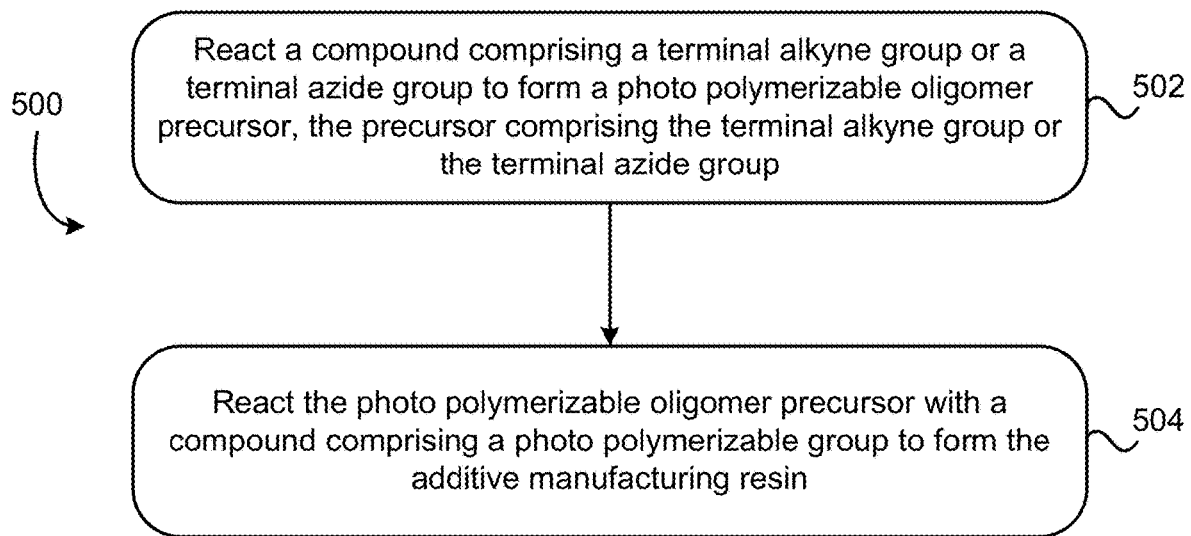 500
React a compound comprising a terminal alkyne group or a
terminal azide group to form a photo polymerizable oligomer
precursor, the precursor comprising the terminal alkyne group or
the terminal azide group
502
React the photo polymerizable oligomer precursor with a
compound comprising a photo polymerizable group to form the
additive manufacturing resin
504